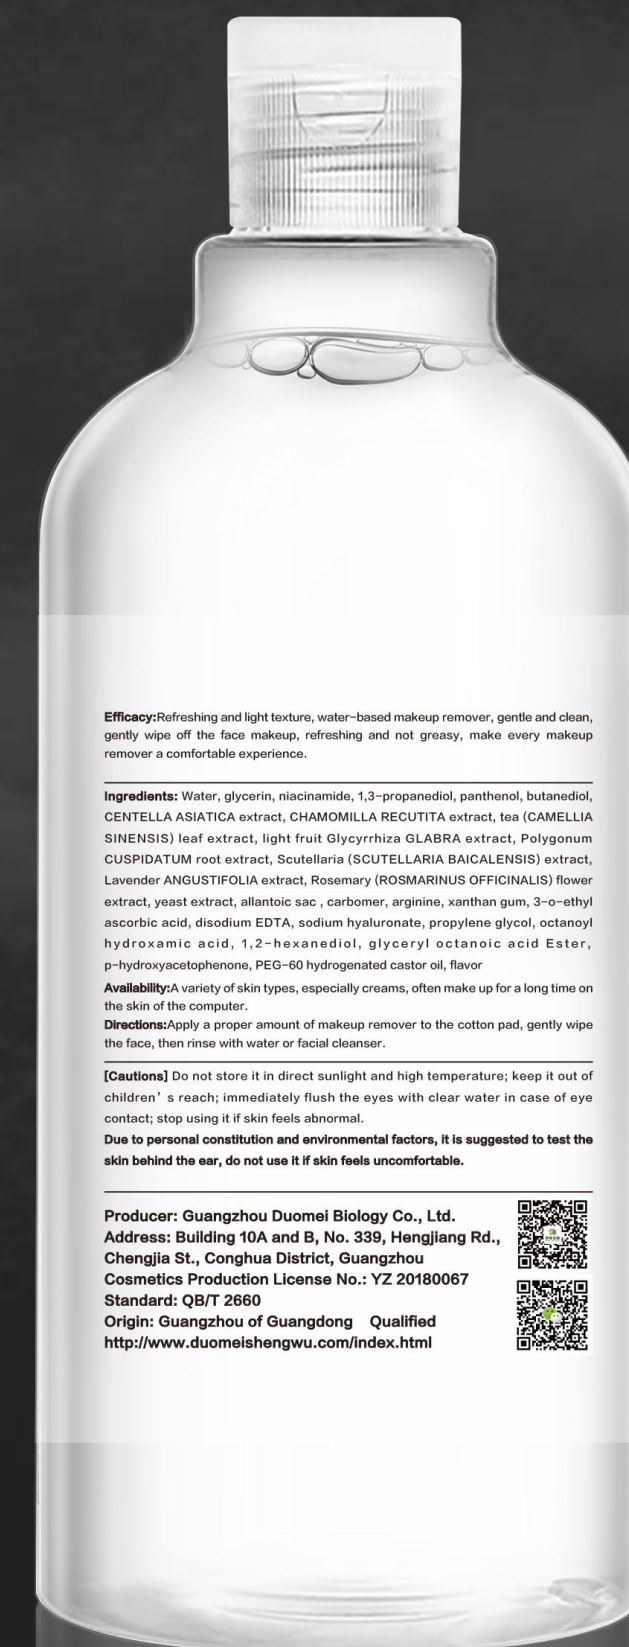 Efficacy:Refreshing and light texture, water-based makeup remover, gentle and clean,
gently wipe off the face makeup, refreshing and not greasy, make every makeup
remover a comfortable experience.
Ingredients: Water, glycerin, niacinamide, 1,3-propanediol, panthenol, butanediol,
CENTELLA ASIATICA extract, CHAMOMILLA RECUTITA extract, tea (CAMELLIA
SINENSIS) leaf extract, light fruit Glycyrrhiza GLABRA extract, Polygonum
CUSPIDATUM root extract, Scutellaria (SCUTELLARIA BAICALENSIS) extract,
Lavender ANGUSTIFOLIA extract, Rosemary (ROSMARINUS OFFICINALIS) flower
extract, yeast extract, allantoic sac , carbomer, arginine, xanthan gum, 3-o-ethyl
ascorbic acid, disodium EDTA, sodium hyaluronate, propylene glycol, octanoyl
hydroxamic acid, 1,2-hexanediol, glyceryl octanoic acid Ester,
p-hydroxyacetophenone, PEG-60 hydrogenated castor oil, flavor
Availability:A variety of skin types, especially creams, often make up for a long time on
the skin of the computer.
Directions:Apply a proper amount of makeup remover to the cotton pad, gently wipe
the face, then rinse with water or facial cleanser.
[Cautions] Do not store it in direct sunlight and high temperature; keep it out of
children's reach; immediately flush the eyes with clear water in case of eye
contact; stop using it if skin feels abnormal.
Due to personal constitution and environmental factors, it is suggested to test the
skin behind the ear, do not use it if skin feels uncomfortable.
Producer: Guangzhou Duomei Biology Co., Ltd.
Address: Building 10A and B, No. 339, Hengjiang Rd.,
Chengjia St., Conghua District, Guangzhou
Cosmetics Production License No.: YZ 20180067
Standard: QB/T 2660
Origin: Guangzhou of Guangdong Qualified
http://www.duomeishengwu.com/index.html